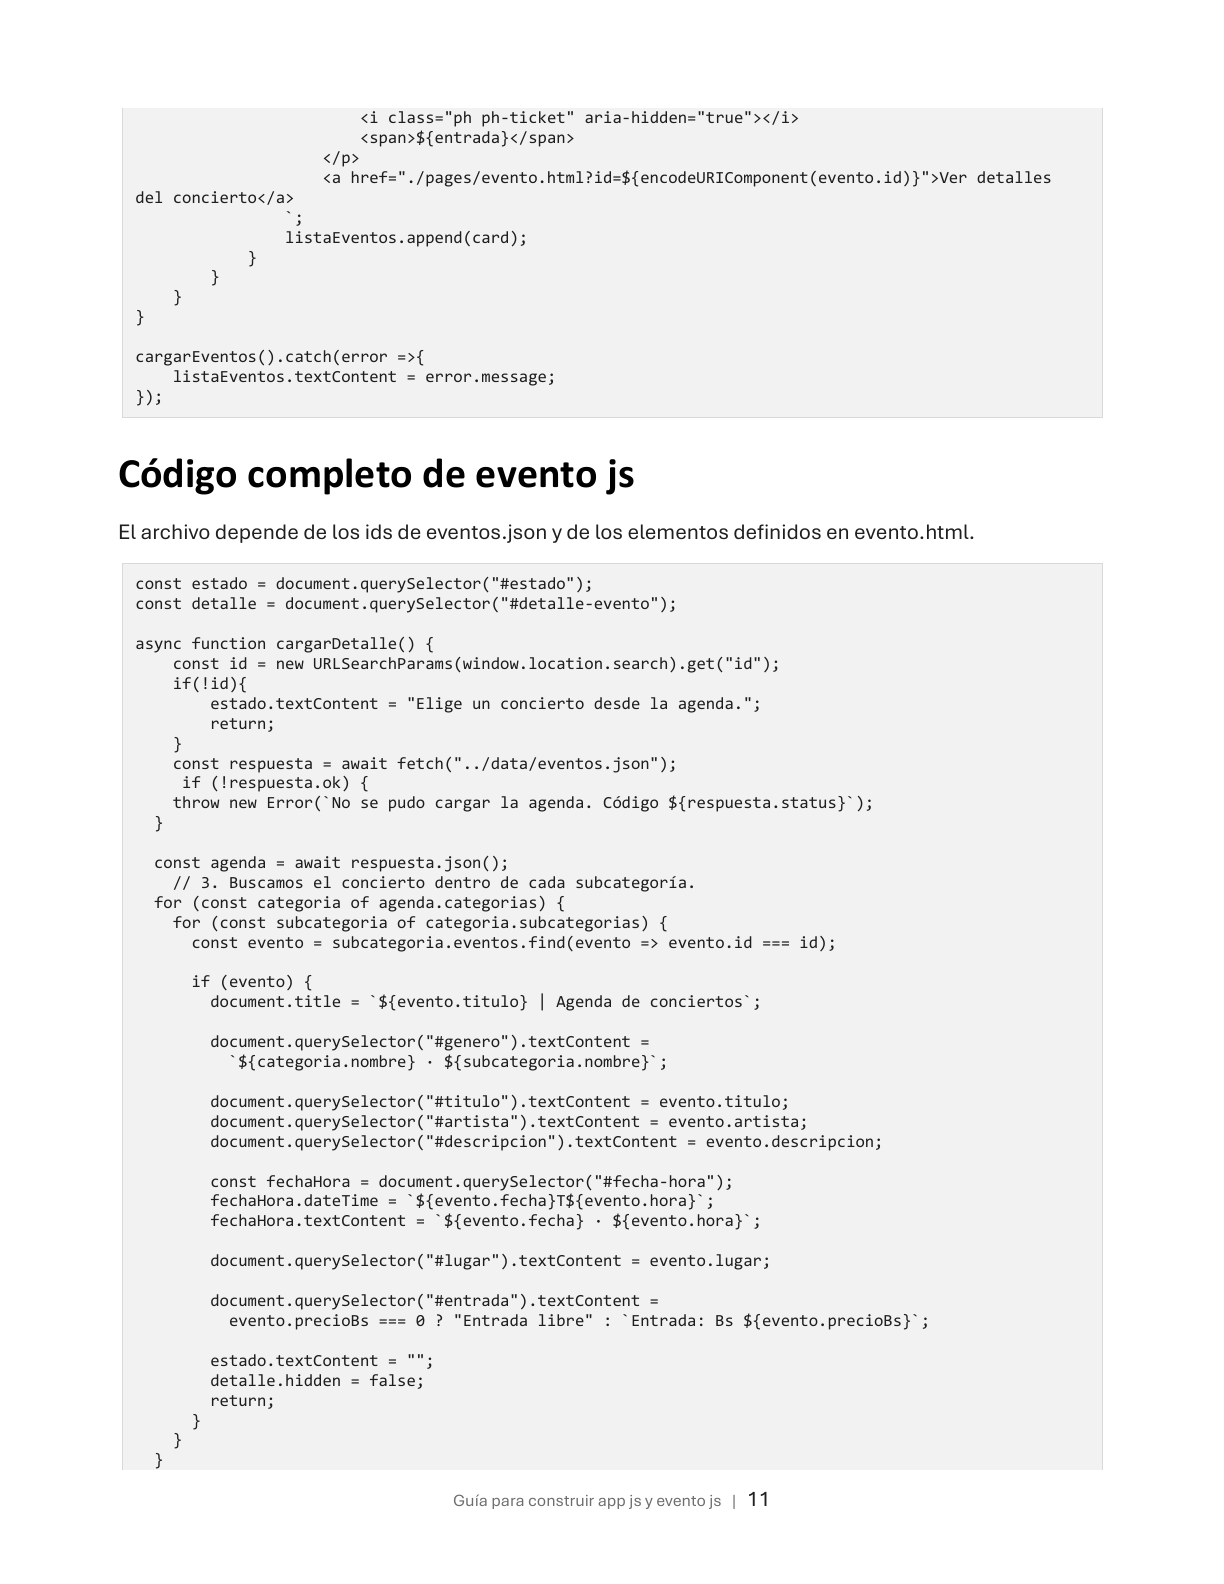 <i class="ph ph-ticket" aria-hidden="true"></i>
                        <span>${entrada}</span>
                    </p>
                    <a href="./pages/evento.html?id=${encodeURIComponent(evento.id)}">Ver detalles
del concierto</a>
                `;
                listaEventos.append(card);
            }
        }
    }
}

cargarEventos().catch(error =>{
    listaEventos.textContent = error.message;
});

Código completo de evento js
El archivo depende de los ids de eventos.json y de los elementos definidos en evento.html.

const estado = document.querySelector("#estado");
const detalle = document.querySelector("#detalle-evento");

async function cargarDetalle() {
    const id = new URLSearchParams(window.location.search).get("id");
    if(!id){
        estado.textContent = "Elige un concierto desde la agenda.";
        return;
    }
    const respuesta = await fetch("../data/eventos.json");
     if (!respuesta.ok) {
    throw new Error(`No se pudo cargar la agenda. Código ${respuesta.status}`);
  }

  const agenda = await respuesta.json();
    // 3. Buscamos el concierto dentro de cada subcategoría.
  for (const categoria of agenda.categorias) {
    for (const subcategoria of categoria.subcategorias) {
      const evento = subcategoria.eventos.find(evento => evento.id === id);

      if (evento) {
        document.title = `${evento.titulo} | Agenda de conciertos`;

        document.querySelector("#genero").textContent =
          `${categoria.nombre} · ${subcategoria.nombre}`;

        document.querySelector("#titulo").textContent = evento.titulo;
        document.querySelector("#artista").textContent = evento.artista;
        document.querySelector("#descripcion").textContent = evento.descripcion;

        const fechaHora = document.querySelector("#fecha-hora");
        fechaHora.dateTime = `${evento.fecha}T${evento.hora}`;
        fechaHora.textContent = `${evento.fecha} · ${evento.hora}`;

        document.querySelector("#lugar").textContent = evento.lugar;

        document.querySelector("#entrada").textContent =
          evento.precioBs === 0 ? "Entrada libre" : `Entrada: Bs ${evento.precioBs}`;

        estado.textContent = "";
        detalle.hidden = false;
        return;
      }
    }
  }
Guía para construir app js y evento js | 11